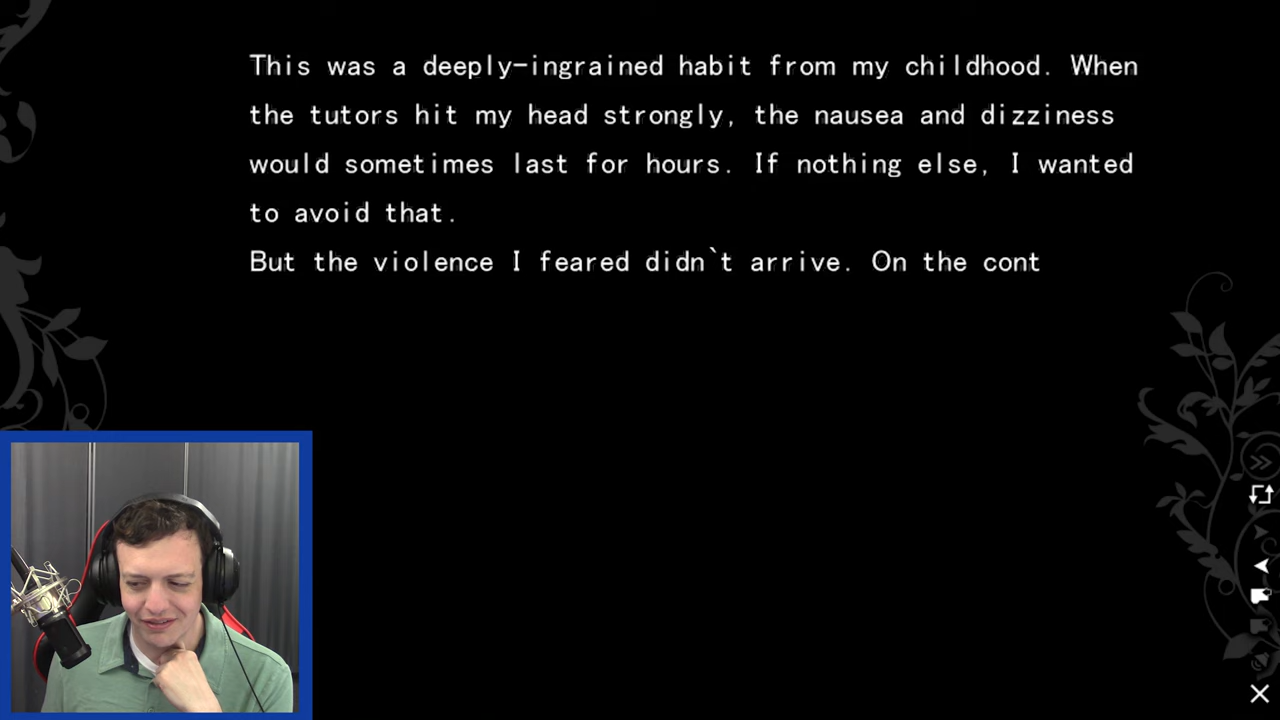 This was a deeply-ingrained habit from my childhood. When
the tutors hit my head strongly, the nausea and dizziness
would sometimes last for hours. If nothing else, I wanted
to avoid that.
But the violence I feared didn`t arrive. On the cont